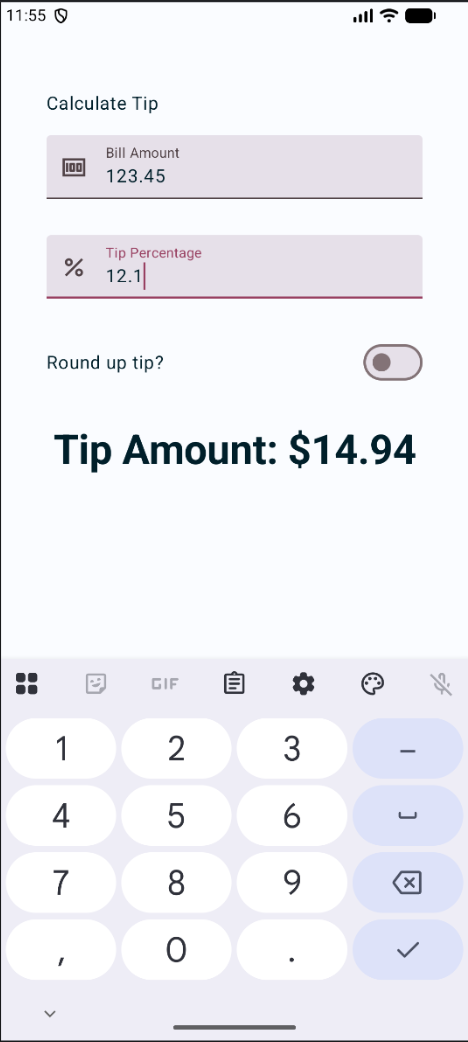 11:55
Calculate Tip
Bill Amount
123.45
Tip Percentage
12.1
Round up tip?
Tip Amount: $14.94
GIF
1 2 3 –
4 5 6
7 8 9
, 0 .